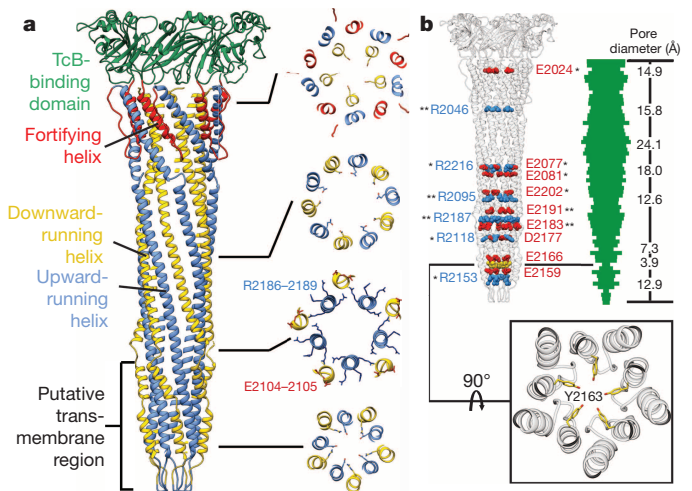 a
TcB-
binding
domain
Fortifying
helix
Downward-
running
helix
Upward-
running
helix
Putative
trans-
membrane
region
R2186–2189
E2104–2105
b
Pore
diameter (Å)
E2024*
**R2046
*R2216
E2077*
E2081*
**R2095
E2202*
E2191**
**R2187
E2183**
*R2118
D2177
E2166
E2159
*R2153
14.9
15.8
24.1
18.0
12.6
7.3
3.9
12.9
90°
Y2163